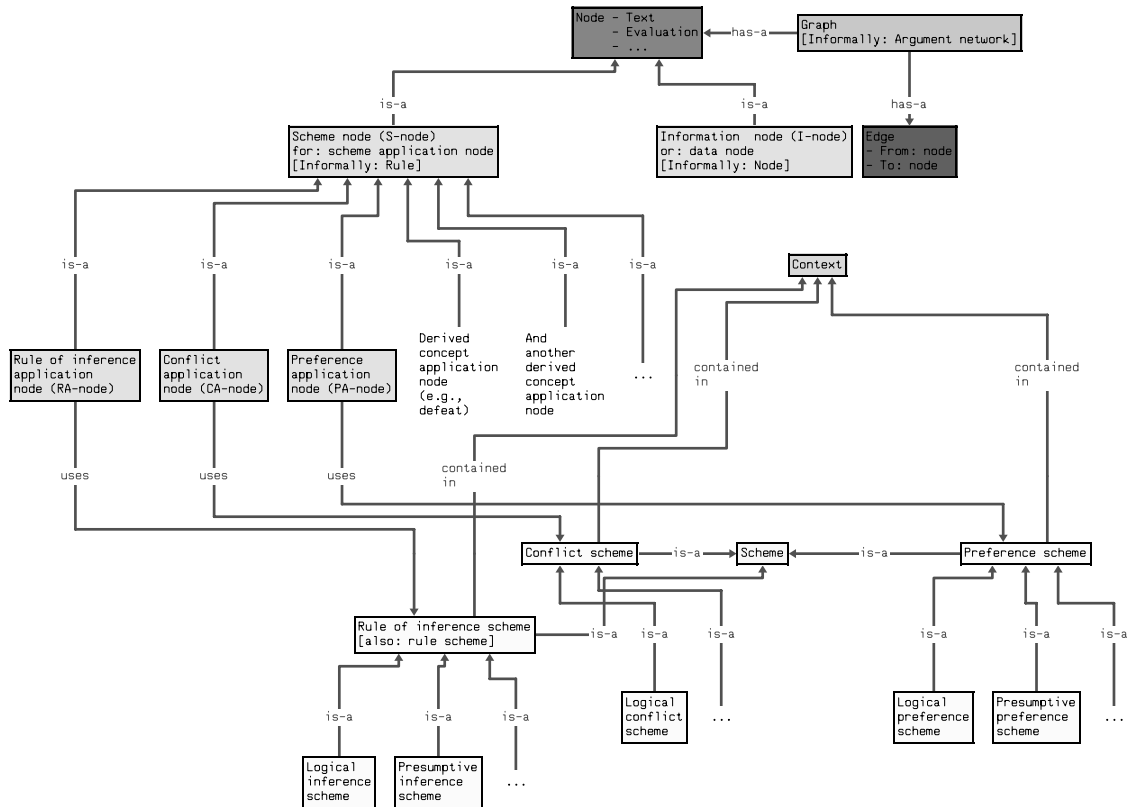 Node - Text
- Evaluation
- ...
has-a
Graph
[Informally: Argument network]
is-a
is-a
has-a
Scheme node (S-node)
for: scheme application node
[Informally: Rule]
Information node (I-node)
or: data node
[Informally: Node]
Edge
- From: node
- To: node
is-a
is-a
is-a
is-a
is-a
is-a
Context
Rule of inference
application
node (RA-node)
Conflict
application
node (CA-node)
Preference
application
node (PA-node)
Derived
concept
application
node
(e.g.,
defeat)
And
another
derived
concept
application
node
...
contained
in
contained
in
uses
uses
uses
contained
in
Conflict scheme
is-a
Scheme
is-a
Preference scheme
Rule of inference scheme
[also: rule scheme]
is-a
is-a
is-a
is-a
is-a
is-a
Logical
conflict
scheme
...
Logical
preference
scheme
Presumptive
preference
scheme
...
is-a
is-a
is-a
Logical
inference
scheme
Presumptive
inference
scheme
...